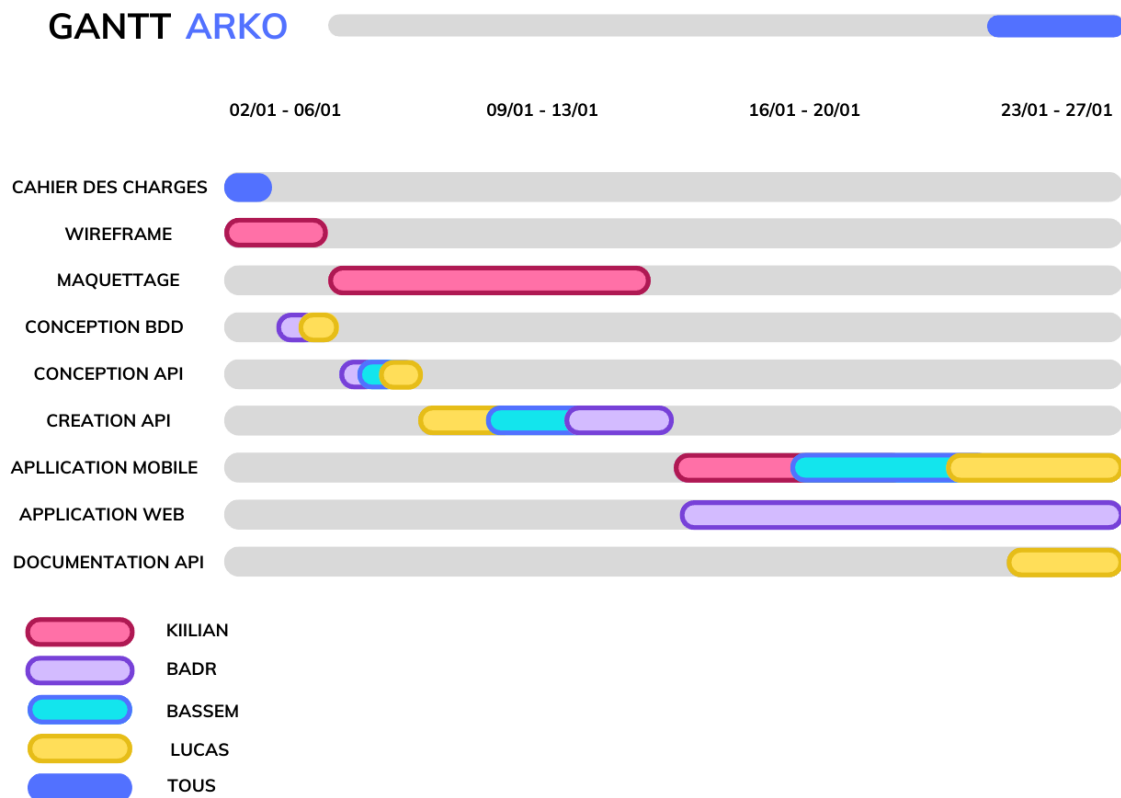 GANTT ARKO
02/01 - 06/01 09/01 - 13/01 16/01 - 20/01 23/01 - 27/01
CAHIER DES CHARGES
WIREFRAME
MAQUETTAGE
CONCEPTION BDD
CONCEPTION API
CREATION API
APLLICATION MOBILE
APPLICATION WEB
DOCUMENTATION API
KIILIAN
BADR
BASSEM
LUCAS
TOUS